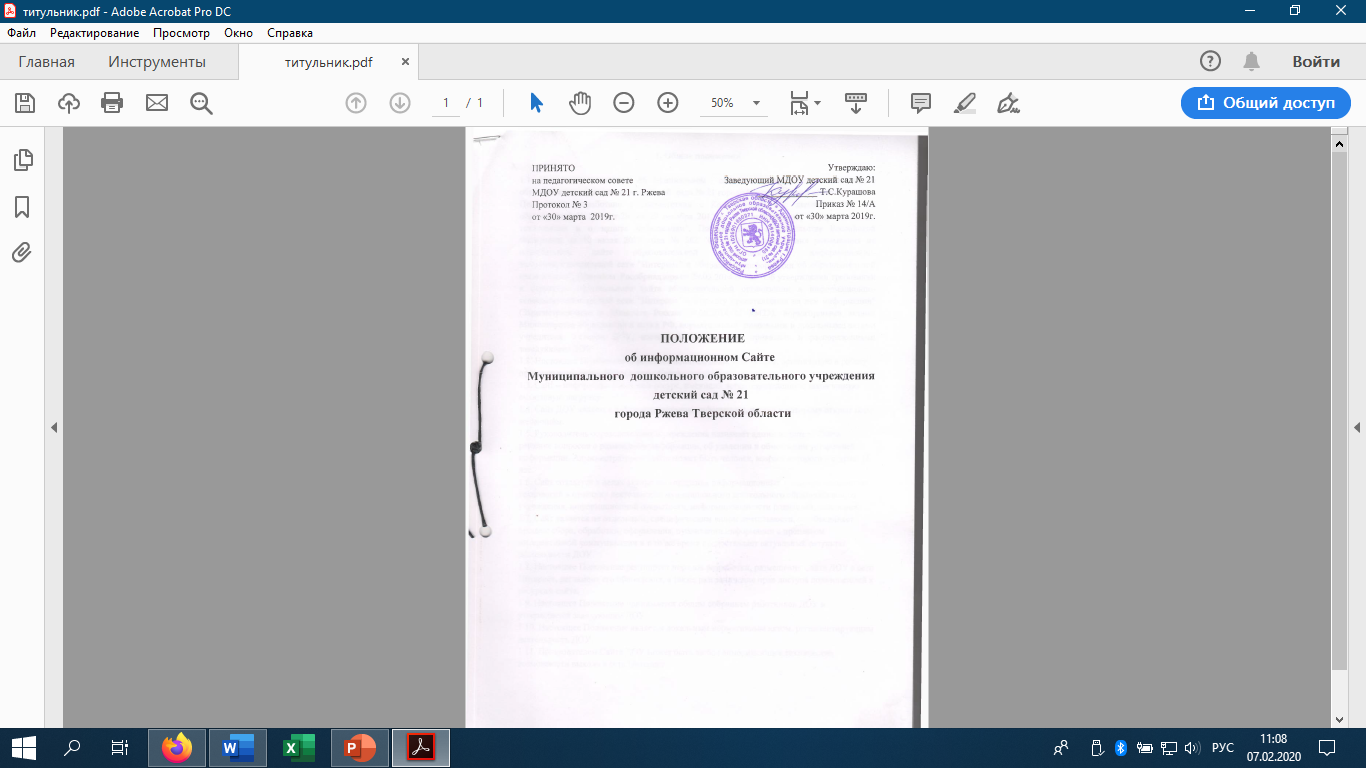 титульник.pdf - Adobe Acrobat Pro DC
Файл Редактирование Просмотр Окно Справка
Главная Инструменты титульник.pdf × Войти
1 / 1 50% Общий доступ
ПРИНЯТО
на педагогическом совете
МДОУ детский сад № 21 г. Ржева
Протокол № 3
от «30» марта 2019г.
Утверждаю:
Заведующий МДОУ детский сад № 21
Т.С.Курашова
Приказ № 14/А
от «30» марта 2019г.
ПОЛОЖЕНИЕ
об информационном Сайте
Муниципального дошкольного образовательного учреждения
детский сад № 21
города Ржева Тверской области
РУС
11:08
07.02.2020